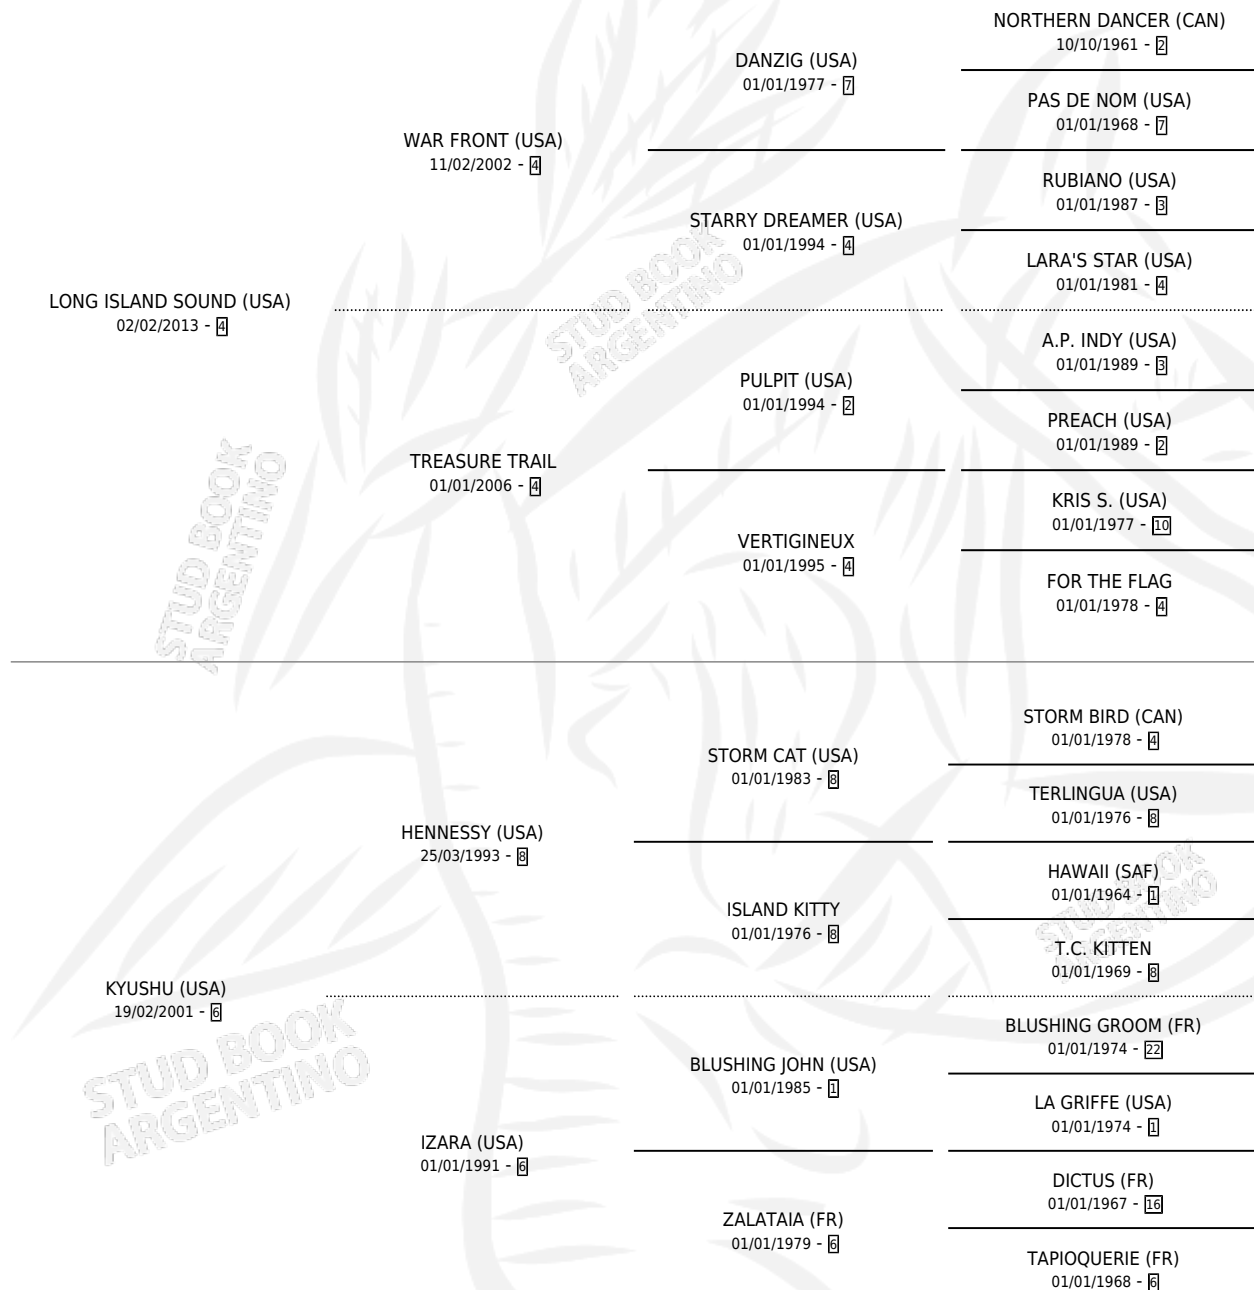 NORTHERN DANCER (CAN)
10/10/1961 - 2
DANZIG (USA)
01/01/1977 - 7
PAS DE NOM (USA)
01/01/1968 - 7
WAR FRONT (USA)
11/02/2002 - 4
RUBIANO (USA)
01/01/1987 - 3
STARRY DREAMER (USA)
01/01/1994 - 4
LARA'S STAR (USA)
01/01/1981 - 4
LONG ISLAND SOUND (USA)
02/02/2013 - 4
A.P. INDY (USA)
01/01/1989 - 3
PULPIT (USA)
01/01/1994 - 2
PREACH (USA)
01/01/1989 - 2
TREASURE TRAIL
01/01/2006 - 4
KRIS S. (USA)
01/01/1977 - 10
VERTIGINEUX
01/01/1995 - 4
FOR THE FLAG
01/01/1978 - 4
STORM BIRD (CAN)
01/01/1978 - 4
STORM CAT (USA)
01/01/1983 - 8
TERLINGUA (USA)
01/01/1976 - 8
HENNESSY (USA)
25/03/1993 - 8
HAWAII (SAF)
01/01/1964 - 1
ISLAND KITTY
01/01/1976 - 8
T.C. KITTEN
01/01/1969 - 8
KYUSHU (USA)
19/02/2001 - 6
BLUSHING GROOM (FR)
01/01/1974 - 22
BLUSHING JOHN (USA)
01/01/1985 - 1
LA GRIFFE (USA)
01/01/1974 - 1
IZARA (USA)
01/01/1991 - 6
DICTUS (FR)
01/01/1967 - 16
ZALATAIA (FR)
01/01/1979 - 6
TAPIOQUERIE (FR)
01/01/1968 - 6
STUD BOOK
ARGENTINO
STUD BOOK
ARGENTINO
STUD BOOK
ARGENTINO
STUD BOOK
ARGENTINO